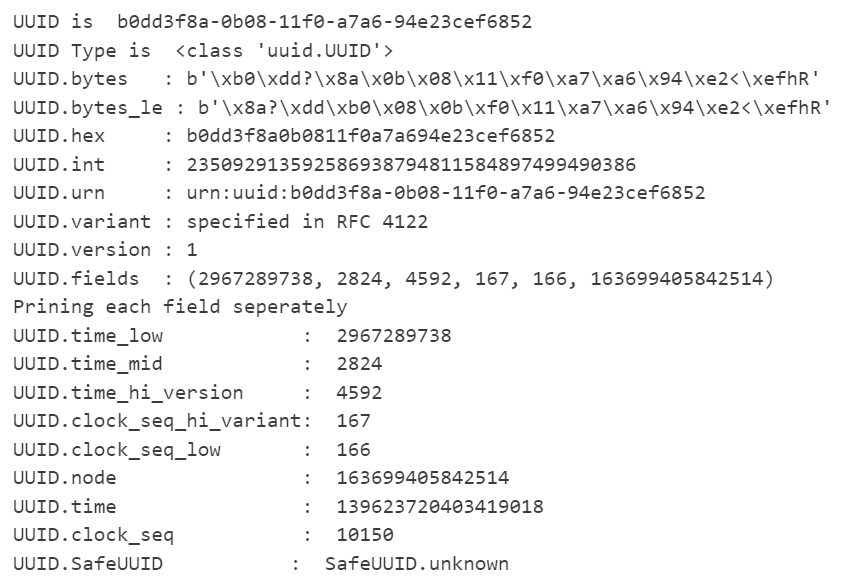 UUID is  b0dd3f8a-0b08-11f0-a7a6-94e23cef6852
UUID Type is  <class 'uuid.UUID'>
UUID.bytes   : b'\xb0\xdd?\x8a\x0b\x08\x11\xf0\xa7\xa6\x94\xe2<\xefhR'
UUID.bytes_le : b'\x8a?\xdd\xb0\x08\x0b\xf0\x11\xa7\xa6\x94\xe2<\xefhR'
UUID.hex     : b0dd3f8a0b0811f0a7a694e23cef6852
UUID.int     : 235092913592586938794811584897499490386
UUID.urn     : urn:uuid:b0dd3f8a-0b08-11f0-a7a6-94e23cef6852
UUID.variant : specified in RFC 4122
UUID.version : 1
UUID.fields  : (2967289738, 2824, 4592, 167, 166, 163699405842514)
Prining each field seperately
UUID.time_low            :  2967289738
UUID.time_mid            :  2824
UUID.time_hi_version     :  4592
UUID.clock_seq_hi_variant:  167
UUID.clock_seq_low       :  166
UUID.node                :  163699405842514
UUID.time                :  139623720403419018
UUID.clock_seq           :  10150
UUID.SafeUUID           :  SafeUUID.unknown